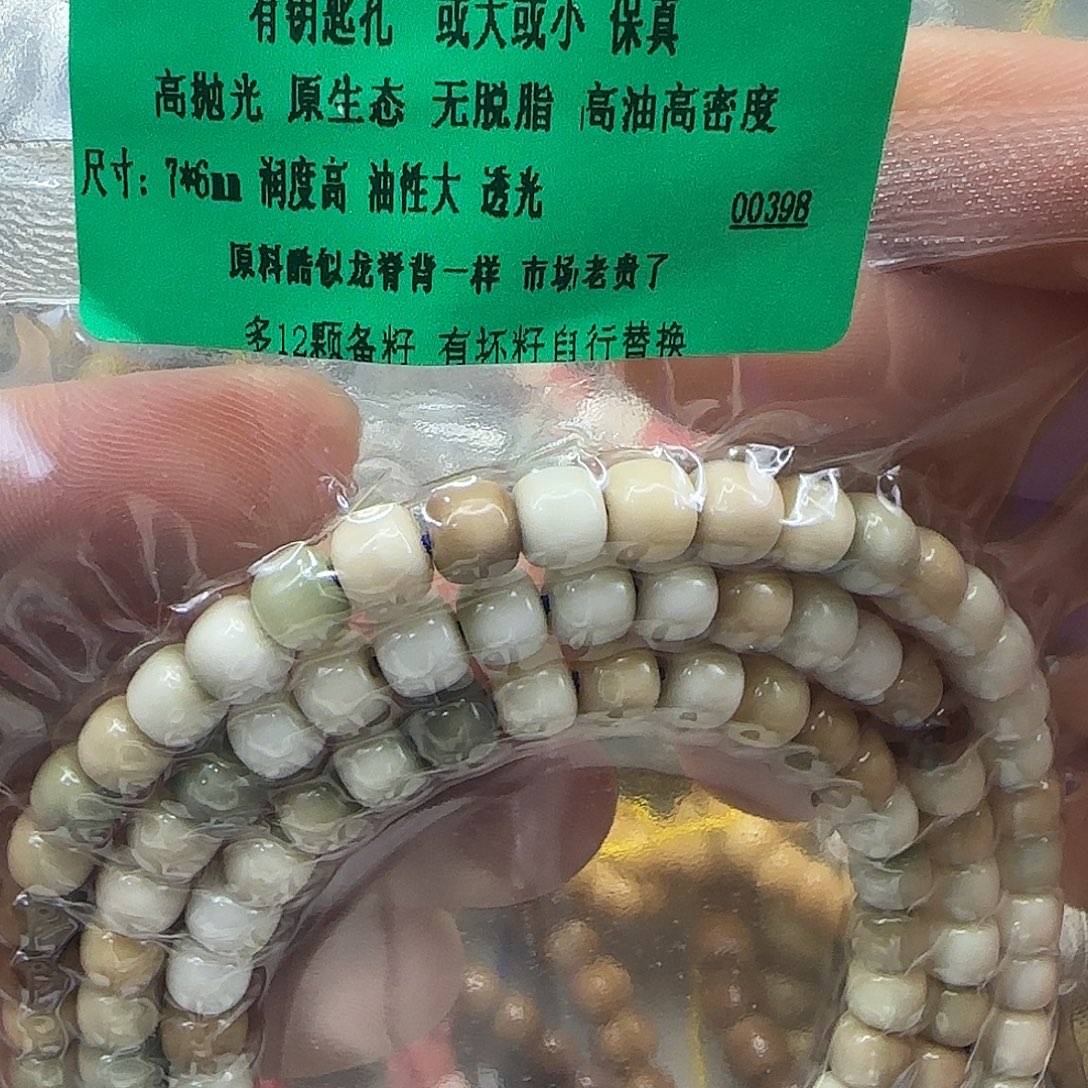 有钥匙孔 或大或小 保真
高抛光 原生态 无脱脂 高油高密度
尺寸：7*6mm 润度高 油性大 透光
00398
原料酷似龙脊背一样 市场老贵了
多12颗备籽 有坏籽自行替换